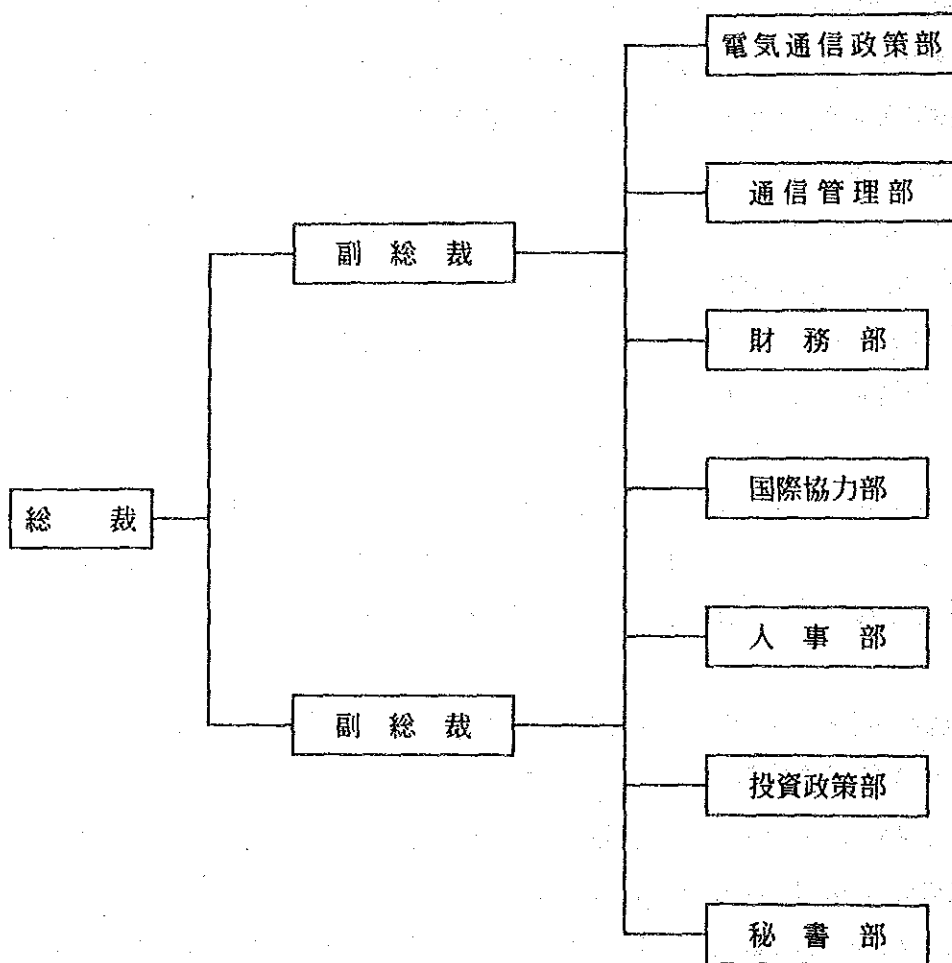 総裁
副総裁
副総裁
電気通信政策部
通信管理部
財務部
国際協力部
人事部
投資政策部
秘書部